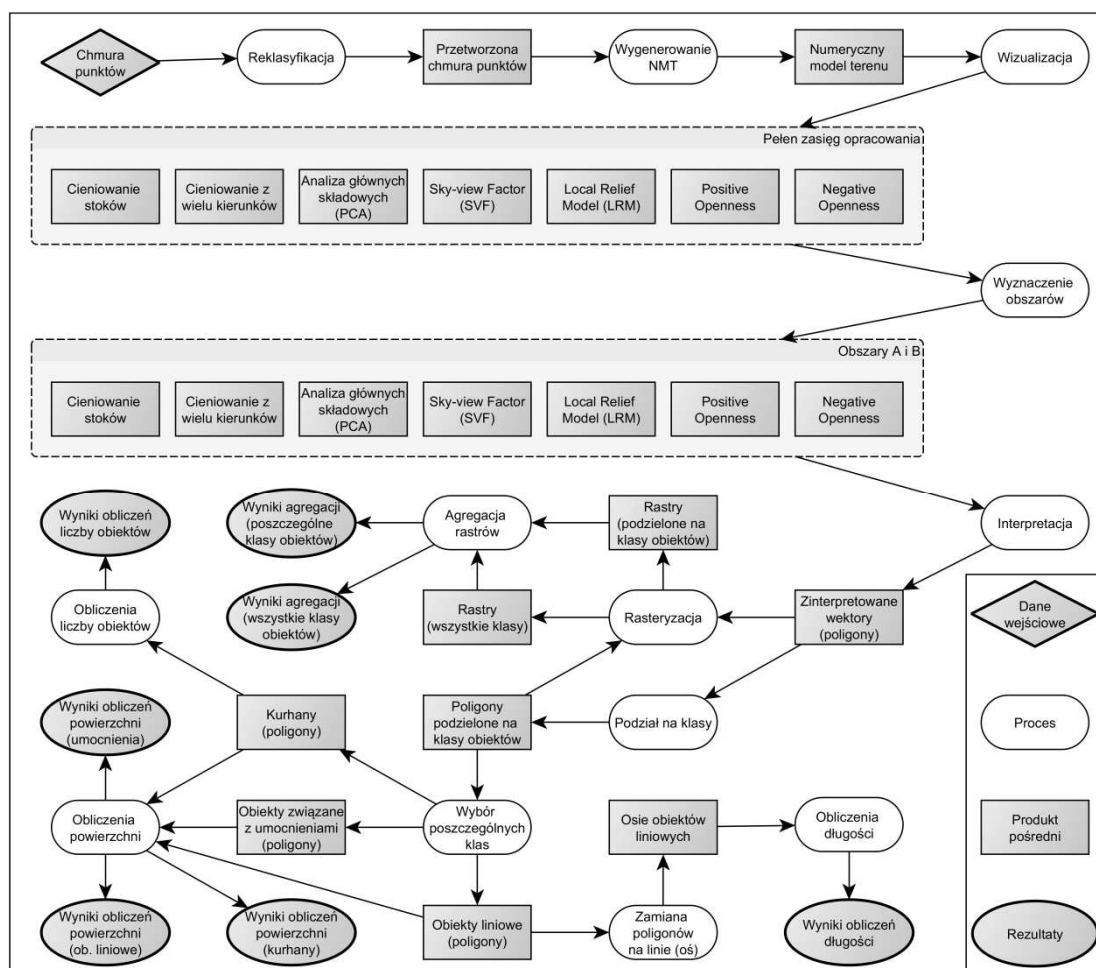 Chmura
punktów
Reklasyfikacja
Przetworzona
chmura punktów
Wygenerowanie
NMT
Numeryczny
model terenu
Wizualizacja
Pełen zasięg opracowania
Cieniowanie
stoków
Cieniowanie z
wielu kierunków
Analiza głównych
składowych
(PCA)
Sky-view Factor
(SVF)
Local Relief
Model (LRM)
Positive
Openness
Negative
Openness
Wyznaczenie
obszarów
Obszary A i B
Cieniowanie
stoków
Cieniowanie z
wielu kierunków
Analiza głównych
składowych
(PCA)
Sky-view Factor
(SVF)
Local Relief
Model (LRM)
Positive
Openness
Negative
Openness
Wyniki obliczeń
liczby obiektów
Wyniki agregacji
(poszczególne
klasy obiektów)
Agregacja
rastrów
Rastry
(podzielone na
klasy obiektów)
Interpretacja
Obliczenia
liczby obiektów
Wyniki agregacji
(wszystkie klasy
obiektów)
Rastry
(wszystkie klasy)
Rasteryzacja
Zinterpretowane
wektory
(poligony)
Dane
wejściowe
Wyniki obliczeń
powierzchni
(umocnienia)
Kurhany
(poligony)
Poligony
podzielone na
klasy obiektów
Podział na klasy
Proces
Obliczenia
powierzchni
Obiekty związane
z umocnieniami
(poligony)
Wybór
poszczególnych
klas
Osie obiektów
liniowych
Obliczenia
długości
Produkt
pośredni
Wyniki obliczeń
powierzchni
(ob. liniowe)
Wyniki obliczeń
powierzchni
(kurhany)
Obiekty liniowe
(poligony)
Zamiana
poligonów
na linie (oś)
Wyniki obliczeń
długości
Rezultaty